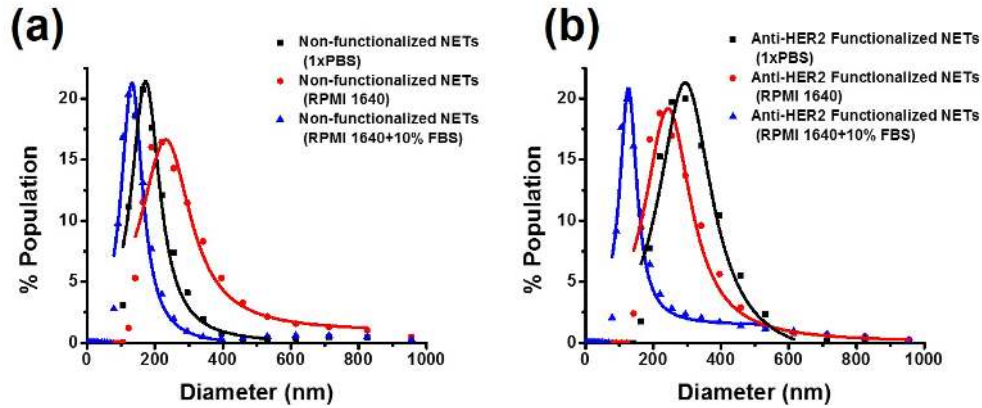 (a)
Non-functionalized NETs
(1xPBS)
Non-functionalized NETs
(RPMI 1640)
Non-functionalized NETs
(RPMI 1640+10% FBS)
% Population
20
15
10
5
0
0 200 400 600 800 1000
Diameter (nm)
(b)
Anti-HER2 Functionalized NETs
(1xPBS)
Anti-HER2 Functionalized NETs
(RPMI 1640)
Anti-HER2 Functionalized NETs
(RPMI 1640+10% FBS)
% Population
20
15
10
5
0
0 200 400 600 800 1000
Diameter (nm)